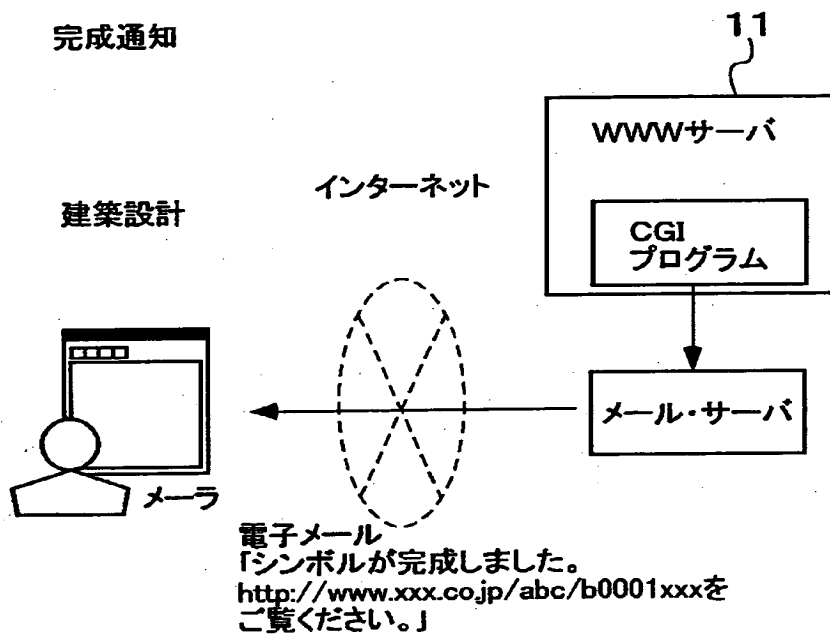 完成通知
11
WWWサーバ
インターネット
建築設計
CGI
プログラム
メール・サーバ
メーラ
電子メール
「シンボルが完成しました。
http://www.xxx.co.jp/abc/b0001xxxを
ご覧ください。」